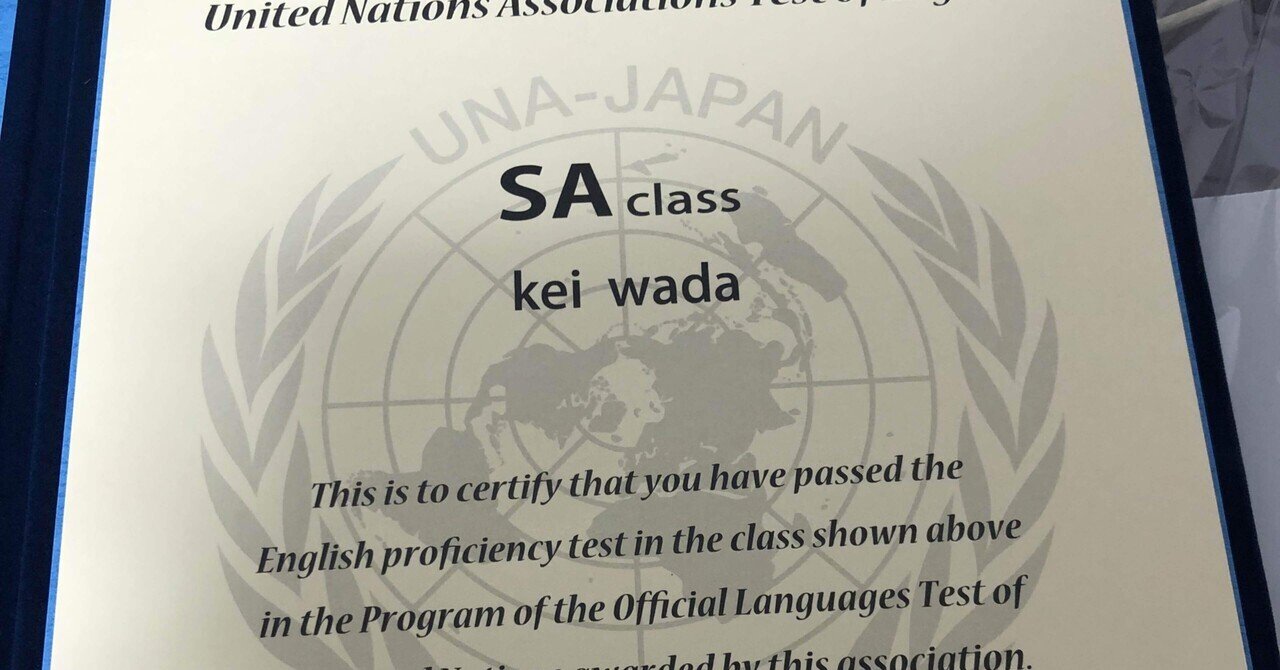 United Nations Associations Test of
UNA-JAPAN
SA class
kei wada
This is to certify that you have passed the
English proficiency test in the class shown above
in the Program of the Official Languages Test of
awarded by this association.